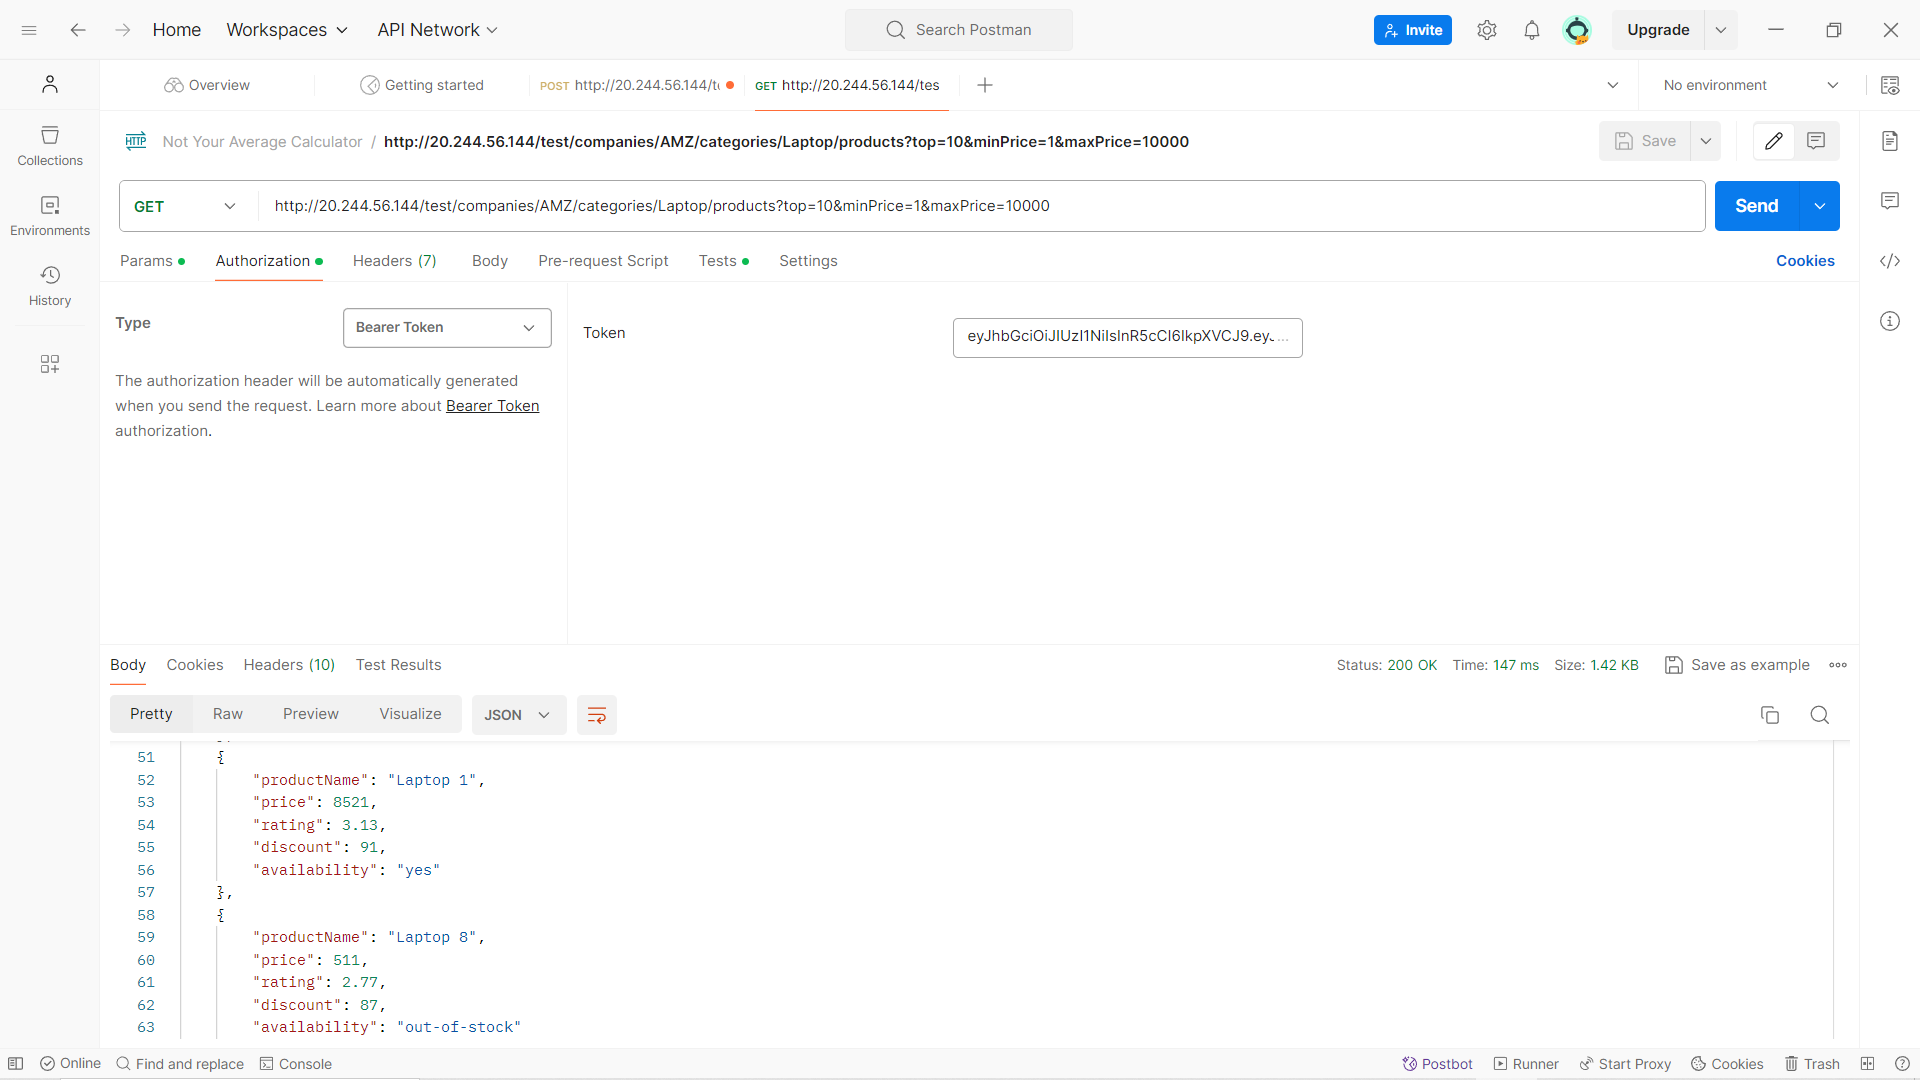 Home Workspaces API Network Search Postman Invite Upgrade
Overview Getting started POST http://20.244.56.144/t GET http://20.244.56.144/tes No environment
HTTP Not Your Average Calculator / http://20.244.56.144/test/companies/AMZ/categories/Laptop/products?top=10&minPrice=1&maxPrice=10000 Save
Collections
GET http://20.244.56.144/test/companies/AMZ/categories/Laptop/products?top=10&minPrice=1&maxPrice=10000 Send
Environments
Params Authorization Headers (7) Body Pre-request Script Tests Settings Cookies
History
Type Bearer Token
Token eyJhbGciOiJIUzI1NiIsInR5cCI6IkpXVCJ9.eyJ...
The authorization header will be automatically generated
when you send the request. Learn more about Bearer Token
authorization.
Body Cookies Headers (10) Test Results Status: 200 OK Time: 147 ms Size: 1.42 KB Save as example
Pretty Raw Preview Visualize JSON
51 {
52 "productName": "Laptop 1",
53 "price": 8521,
54 "rating": 3.13,
55 "discount": 91,
56 "availability": "yes"
57 },
58 {
59 "productName": "Laptop 8",
60 "price": 511,
61 "rating": 2.77,
62 "discount": 87,
63 "availability": "out-of-stock"
Online Find and replace Console Postbot Runner Start Proxy Cookies Trash